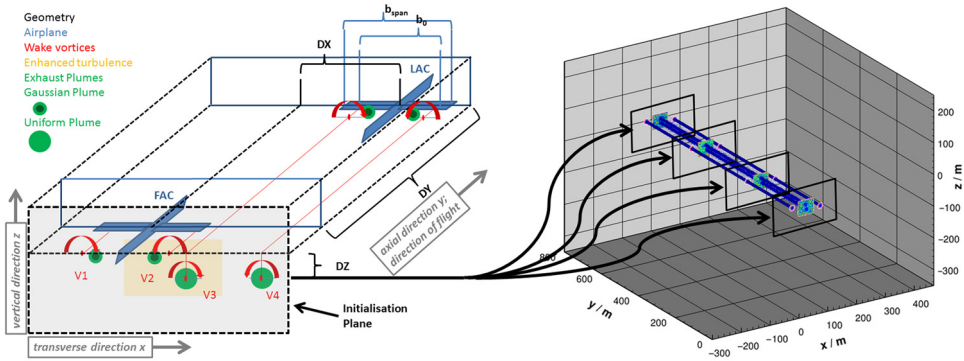 Geometry
Airplane
Wake vortices
Enhanced turbulence
Exhaust Plumes
Gaussian Plume
Uniform Plume
b_span
b_0
DX
LAC
FAC
DY
axial direction y;
direction of flight
vertical direction z
V1
V2
V3
V4
DZ
Initialisation
Plane
transverse direction x
200
100
0
-100
-200
-300
z / m
800
600
400
200
0
y / m
-300
-200
-100
0
100
200
300
400
x / m